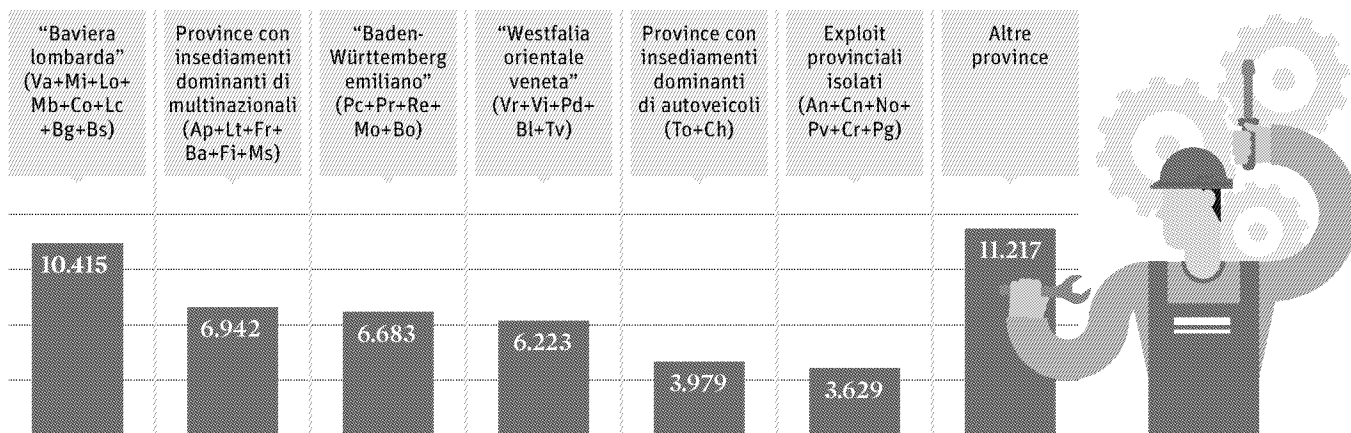 “Baviera
lombarda”
(Va+Mi+Lo+
Mb+Co+Lc
+Bg+Bs)
Province con
insediamenti
dominanti di
multinazionali
(Ap+Lt+Fr+
Ba+Fi+Ms)
“Baden-
Württemberg
emiliano”
(Pc+Pr+Re+
Mo+Bo)
“Westfalia
orientale
veneta”
(Vr+Vi+Pd+
Bl+Tv)
Province con
insediamenti
dominanti
di autoveicoli
(To+Ch)
Exploit
provinciali
isolati
(An+Cn+No+
Pv+Cr+Pg)
Altre
province
10.415
6.942
6.683
6.223
3.979
3.629
11.217